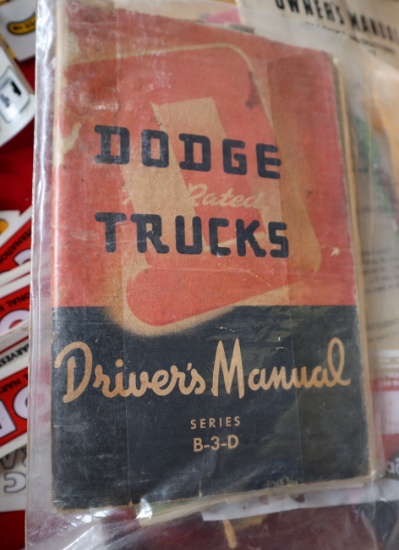 OWNER'S MANUAL
DODGE
Rated
TRUCKS
Driver's Manual
SERIES
B-3-D